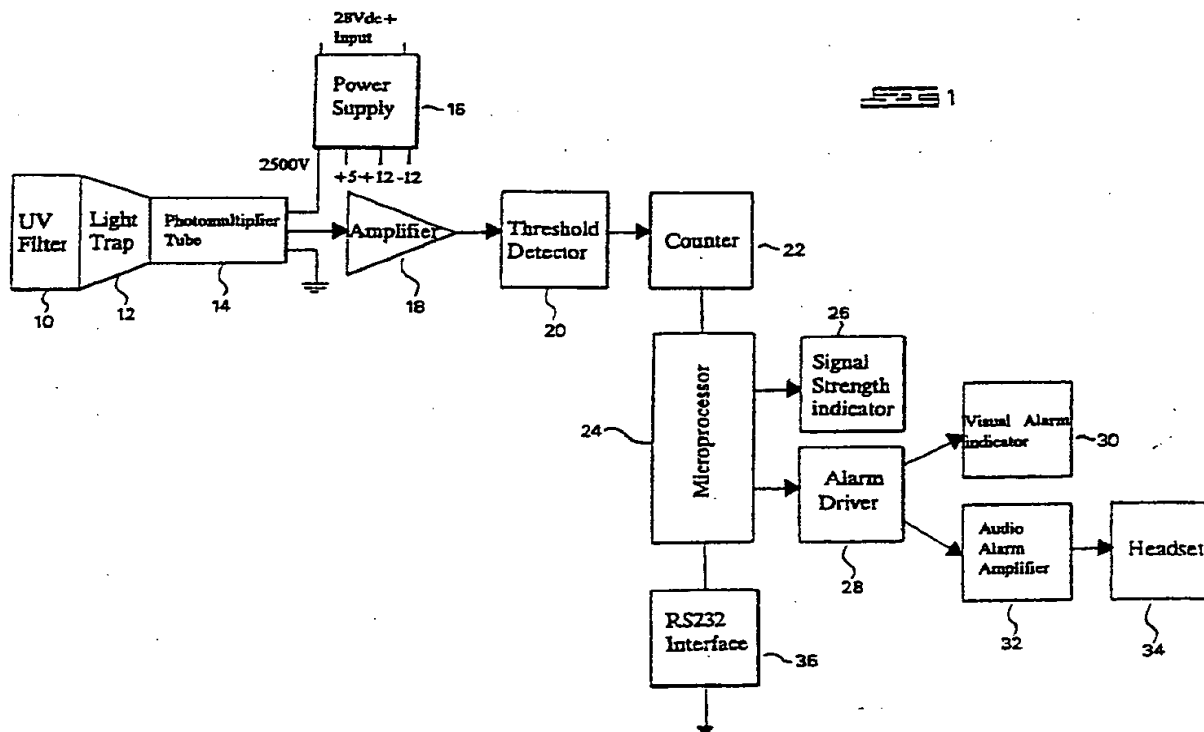 28Vdc+
Input
Power
Supply
16
1
2500V
+5+12-12
UV
Filter
Light
Trap
Photomultiplier
Tube
Amplifier
Threshold
Detector
Counter
22
10
12
14
18
20
26
Signal
Strength
indicator
24
Microprocessor
Visual Alarm
indicator
30
Alarm
Driver
28
Audio
Alarm
Amplifier
32
Headset
34
RS232
Interface
36